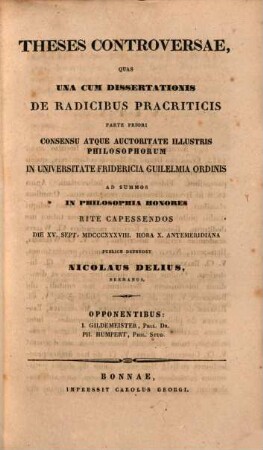 THESES CONTROVERSAE,
QUAS
UNA CUM DISSERTATIONIS
DE RADICIBUS PRACRITICIS
PARTE PRIORI
CONSENSU ATQUE AUCTORITATE ILLUSTRIS
PHILOSOPHORUM
IN UNIVERSITATE FRIDERICIA GUILELMIA ORDINIS
AD SUMMOS
IN PHILOSOPHIA HONORES
RITE CAPESSENDOS
DIE XV. SEPT. MDCCCXXXVIII. HORA X. ANTEMERIDIANA
PUBLICE DEFENDET
NICOLAUS DELIUS,
BREMANUS.
OPPONENTIBUS:
I. GILDEMEISTER, PHIL. DR.
PH. HUMPERT, PHIL. STUD.
BONNAE,
IMPRESSIT CAROLUS GEORGI.